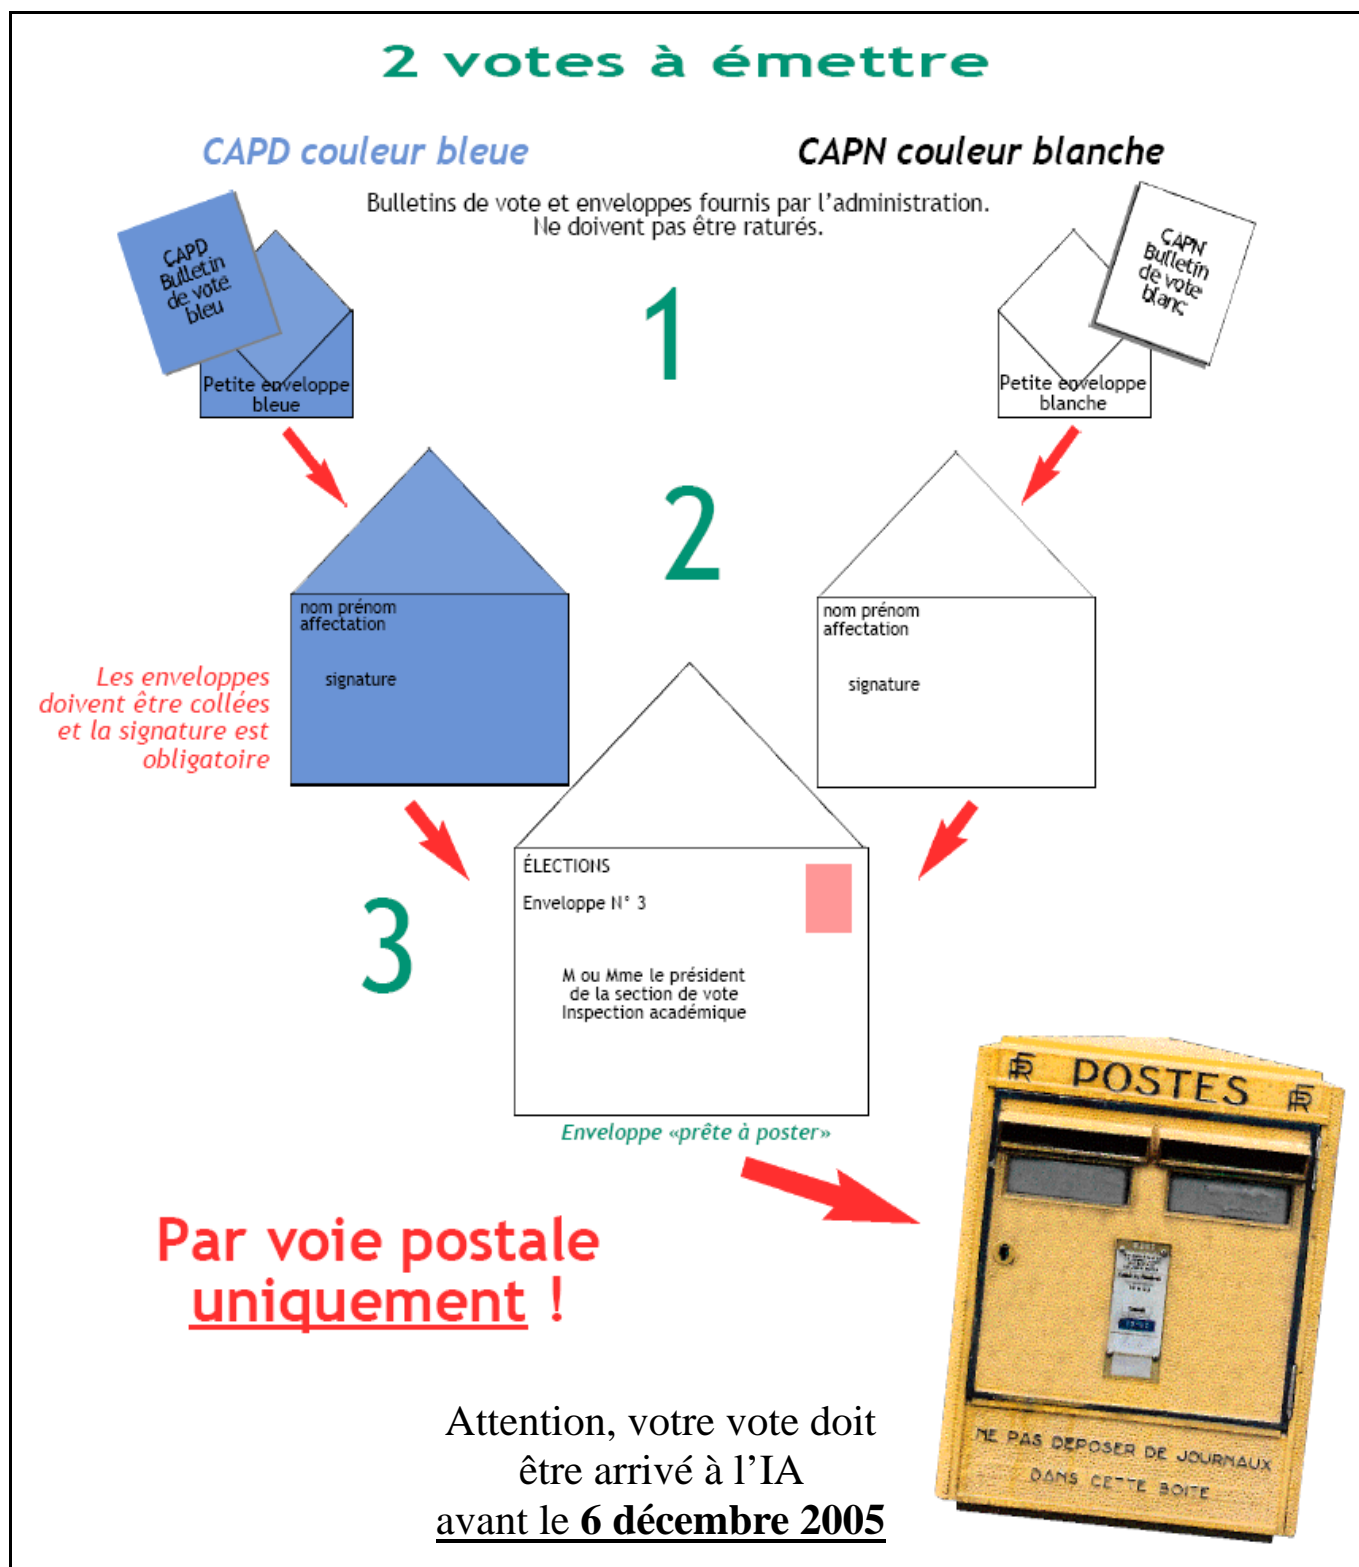 2 votes à émettre
CAPD couleur bleue
CAPN couleur blanche
Bulletins de vote et enveloppes fournis par l'administration.
Ne doivent pas être raturés.
CAPD
Bulletin
de vote
bleu
Petite enveloppe
bleue
CAPN
Bulletin
de vote
blanc
Petite enveloppe
blanche
1
2
nom prénom
affectation
signature
nom prénom
affectation
signature
Les enveloppes
doivent être collées
et la signature est
obligatoire
3
ÉLECTIONS
Enveloppe N° 3
M ou Mme le président
de la section de vote
Inspection académique
Enveloppe «prête à poster»
POSTES
NE PAS DEPOSER DE JOURNAUX
DANS CETTE BOITE
Par voie postale
uniquement !
Attention, votre vote doit
être arrivé à l'IA
avant le 6 décembre 2005